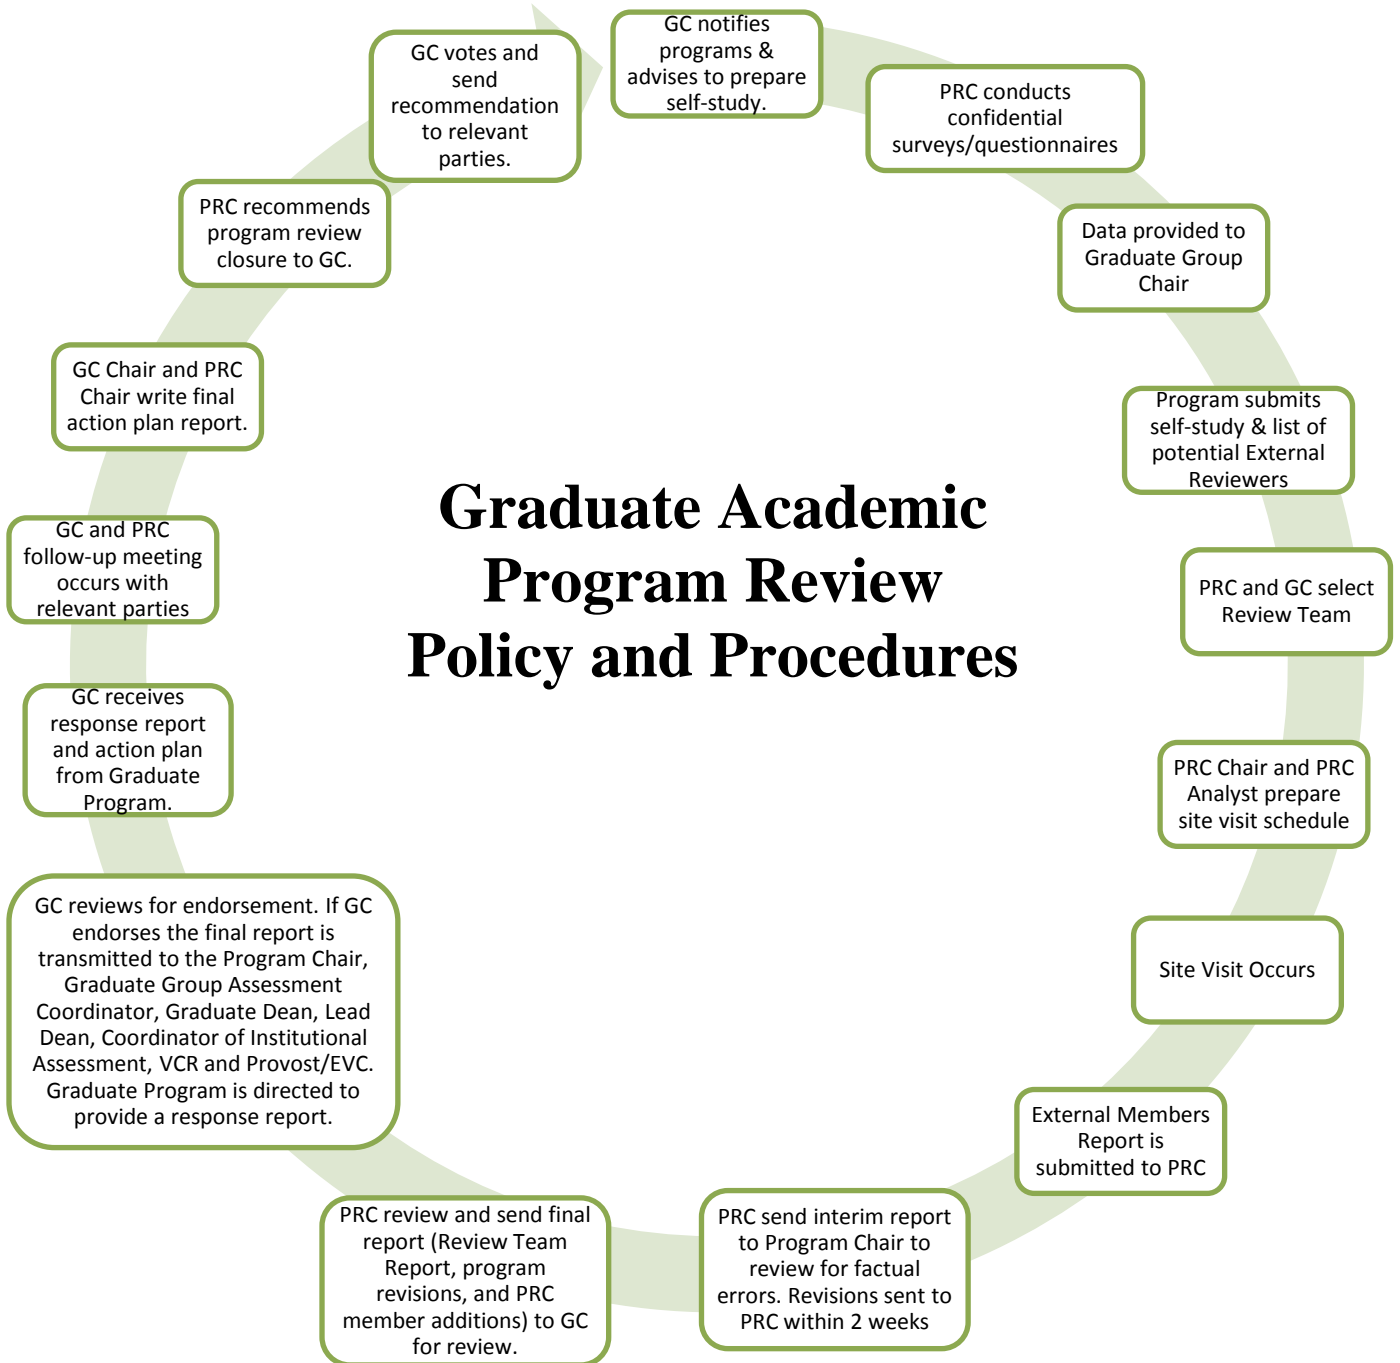 GC notifies
programs &
advises to prepare
self-study.
PRC conducts
confidential
surveys/questionnaires
Data provided to
Graduate Group
Chair
Program submits
self-study & list of
potential External
Reviewers
PRC and GC select
Review Team
PRC Chair and PRC
Analyst prepare
site visit schedule
Site Visit Occurs
External Members
Report is
submitted to PRC
PRC send interim report
to Program Chair to
review for factual
errors. Revisions sent to
PRC within 2 weeks
PRC review and send final
report (Review Team
Report, program
revisions, and PRC
member additions) to GC
for review.
GC reviews for endorsement. If GC
endorses the final report is
transmitted to the Program Chair,
Graduate Group Assessment
Coordinator, Graduate Dean, Lead
Dean, Coordinator of Institutional
Assessment, VCR and Provost/EVC.
Graduate Program is directed to
provide a response report.
GC receives
response report
and action plan
from Graduate
Program.
GC and PRC
follow-up meeting
occurs with
relevant parties
GC Chair and PRC
Chair write final
action plan report.
PRC recommends
program review
closure to GC.
GC votes and
send
recommendation
to relevant
parties.
Graduate Academic
Program Review
Policy and Procedures